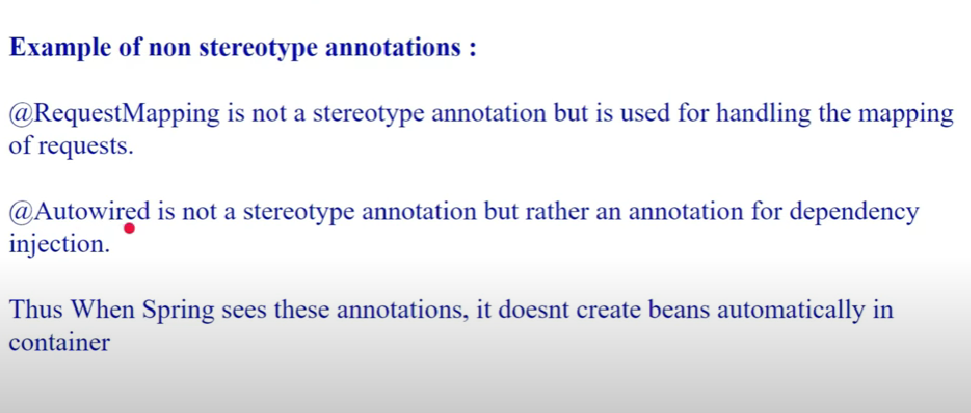 Example of non stereotype annotations :
@RequestMapping is not a stereotype annotation but is used for handling the mapping
of requests.
@Autowired is not a stereotype annotation but rather an annotation for dependency
injection.
Thus When Spring sees these annotations, it doesnt create beans automatically in
container